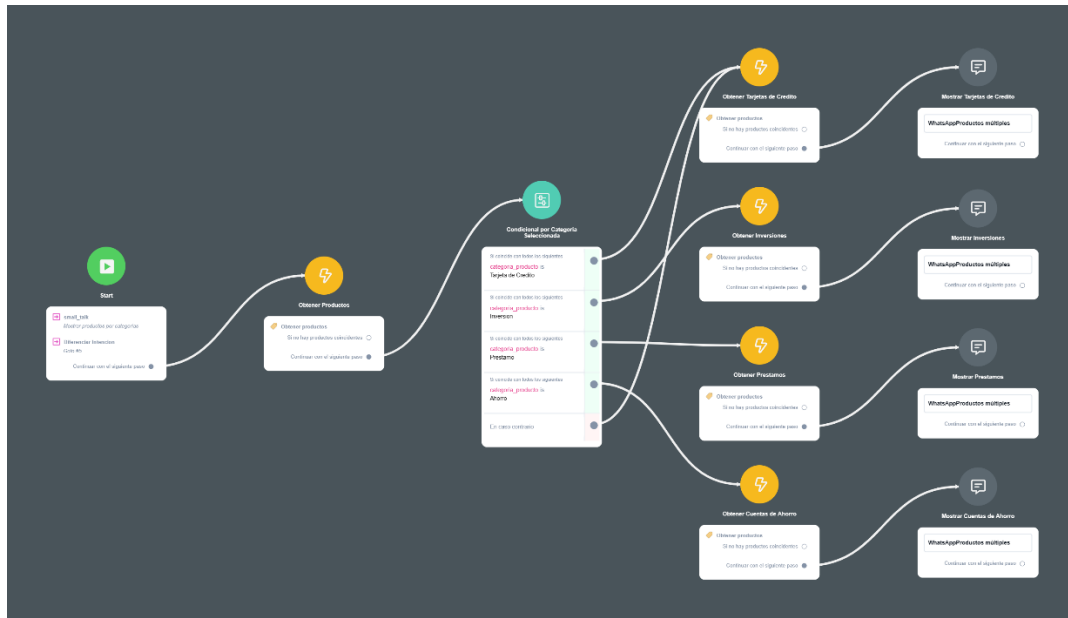 Start
small_talk
Mostrar productos por categorias
Diferenciar Intencion
Continuar con el siguiente paso
Obtener Productos
Obtener productos
Si no hay productos coincidentes
Continuar con el siguiente paso
Condicional por Categoría
Seleccionada
Si coincide con todos los siguientes
categoria_producto is
Tarjeta de Credito
Si coincide con todos los siguientes
categoria_producto is
Inversion
Si coincide con todos los siguientes
categoria_producto is
Prestamo
Si coincide con todos los siguientes
categoria_producto is
Ahorro
En caso contrario
Obtener Tarjetas de Credito
Obtener productos
Si no hay productos coincidentes
Continuar con el siguiente paso
Mostrar Tarjetas de Credito
WhatsAppProductos múltiples
Continuar con el siguiente paso
Obtener Inversiones
Obtener productos
Si no hay productos coincidentes
Continuar con el siguiente paso
Mostrar Inversiones
WhatsAppProductos múltiples
Continuar con el siguiente paso
Obtener Prestamos
Obtener productos
Si no hay productos coincidentes
Continuar con el siguiente paso
Mostrar Prestamos
WhatsAppProductos múltiples
Continuar con el siguiente paso
Obtener Cuentas de Ahorro
Obtener productos
Si no hay productos coincidentes
Continuar con el siguiente paso
Mostrar Cuentas de Ahorro
WhatsAppProductos múltiples
Continuar con el siguiente paso